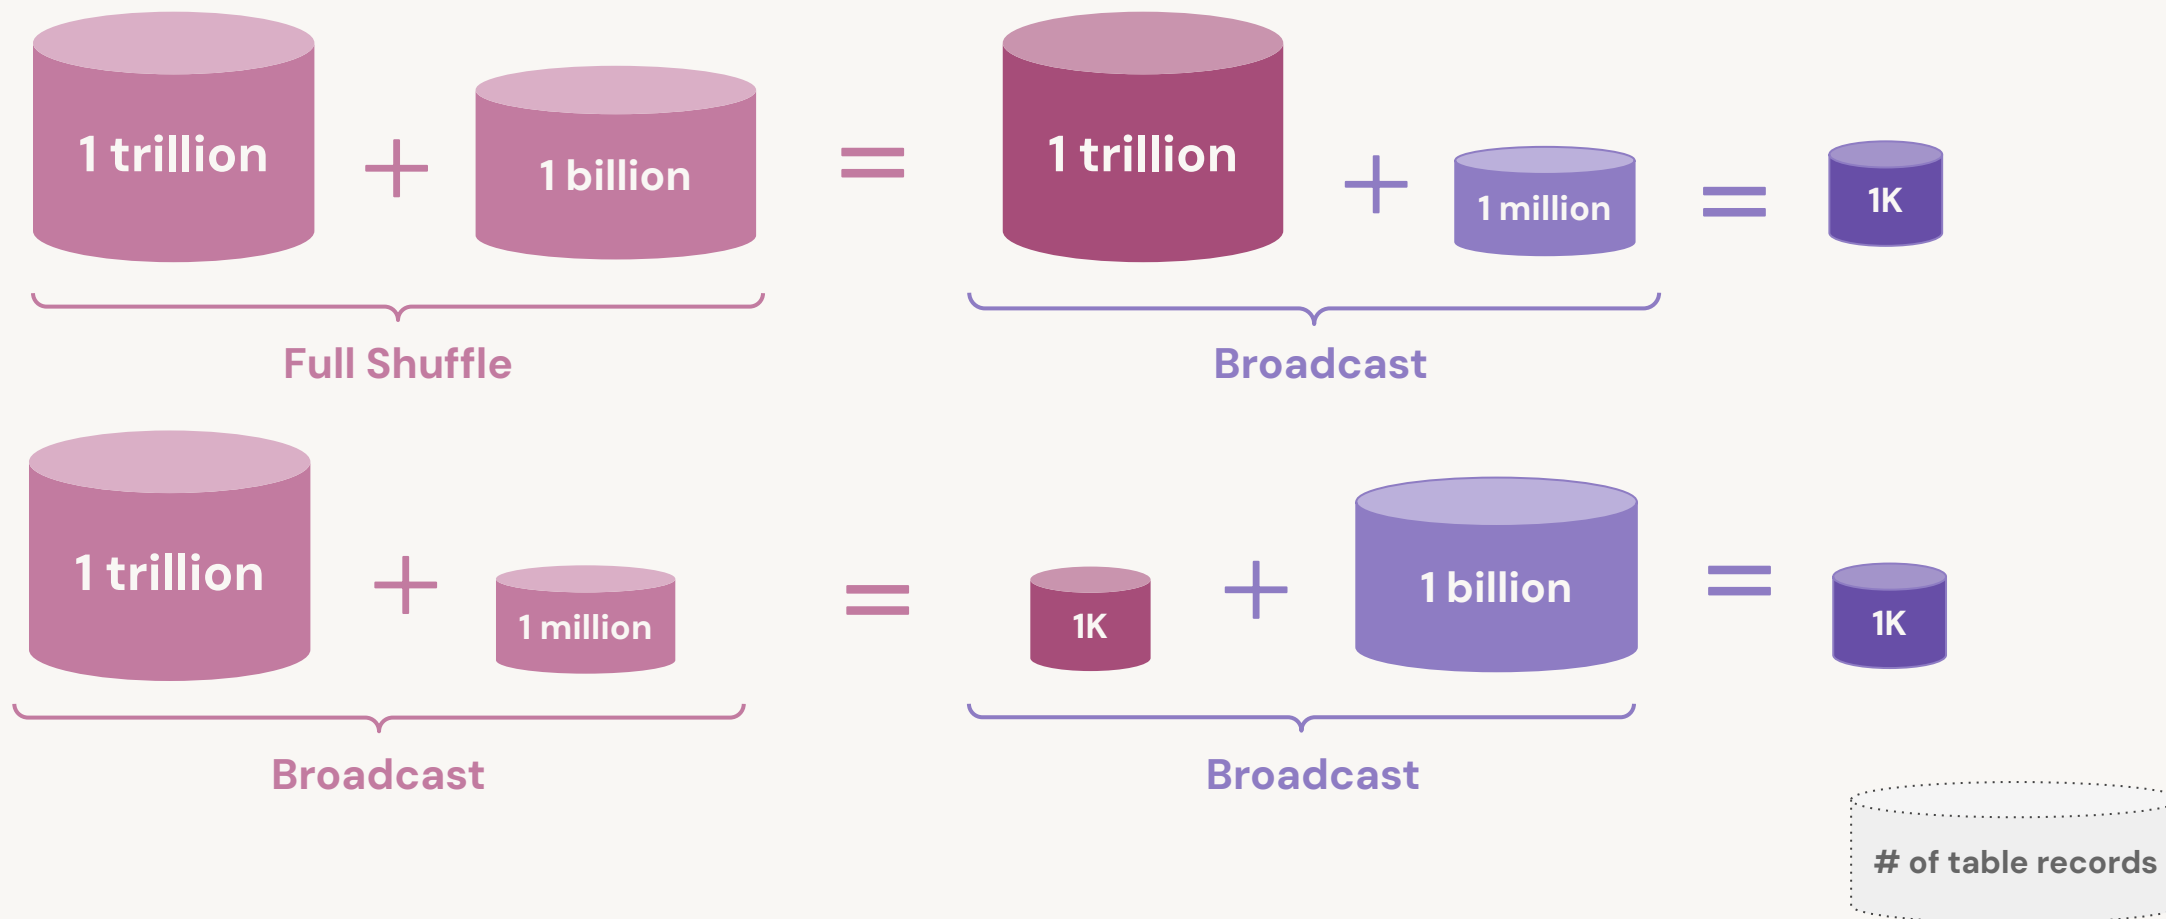 1 trillion
+
1 billion
=
1 trillion
+
1 million
=
1K
Full Shuffle
Broadcast
1 trillion
+
1 million
=
1K
+
1 billion
=
1K
Broadcast
Broadcast
# of table records